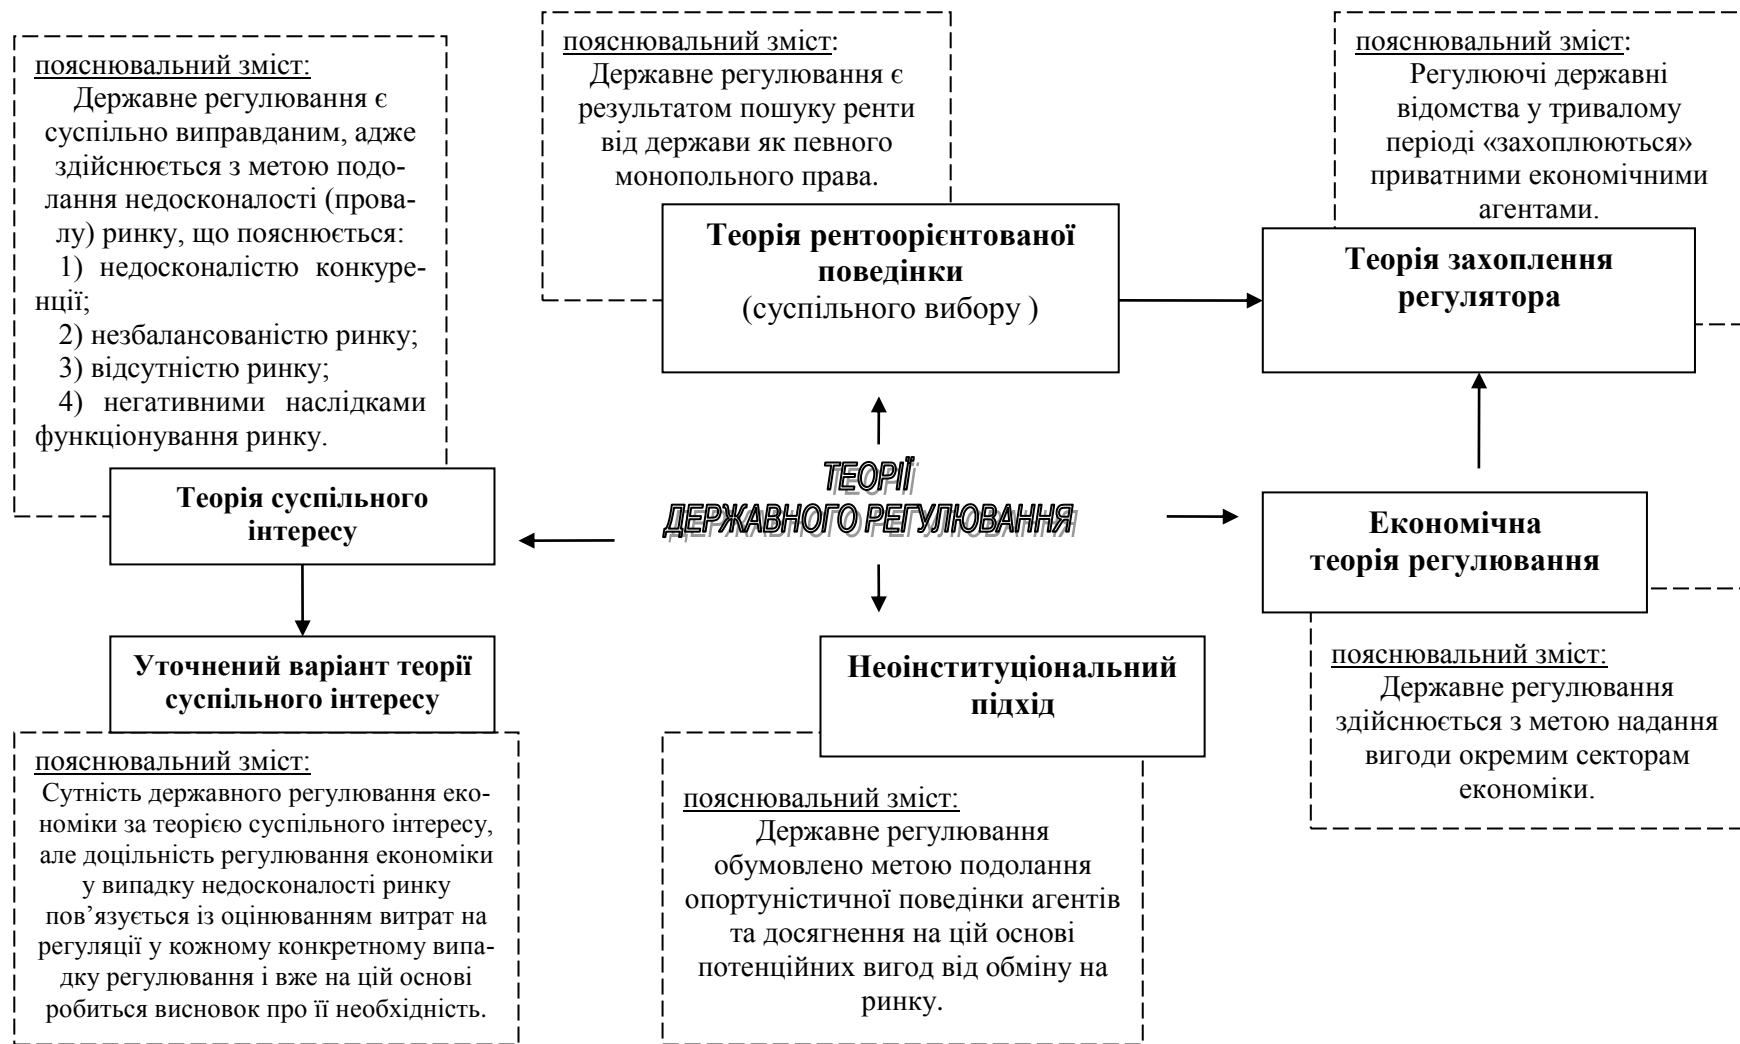 пояснювальний зміст:
Державне регулювання є
суспільно виправданим, адже
здійснюється з метою подо-
лання недосконалості (прова-
лу) ринку, що пояснюється:
1) недосконалістю конкуре-
нції;
2) незбалансованістю ринку;
3) відсутністю ринку;
4) негативними наслідками
функціонування ринку.
Теорія суспільного
інтересу
пояснювальний зміст:
Державне регулювання є
результатом пошуку ренти
від держави як певного
монопольного права.
Теорія рентоорієнтованої
поведінки
(суспільного вибору )
пояснювальний зміст:
Регулюючі державні
відомства у тривалому
періоді «захоплюються»
приватними економічними
агентами.
Теорія захоплення
регулятора
ТЕОРІЇ
ДЕРЖАВНОГО РЕГУЛЮВАННЯ
Економічна
теорія регулювання
пояснювальний зміст:
Державне регулювання
здійснюється з метою надання
вигоди окремим секторам
економіки.
Уточнений варіант теорії
суспільного інтересу
пояснювальний зміст:
Сутність державного регулювання еко-
номіки за теорією суспільного інтересу,
але доцільність регулювання економіки
у випадку недосконалості ринку
пов’язується із оцінюванням витрат на
регуляції у кожному конкретному випа-
дку регулювання і вже на цій основі
робиться висновок про її необхідність.
Неоінституціональний
підхід
пояснювальний зміст:
Державне регулювання
обумовлено метою подолання
опортуністичної поведінки агентів
та досягнення на цій основі
потенційних вигод від обміну на
ринку.